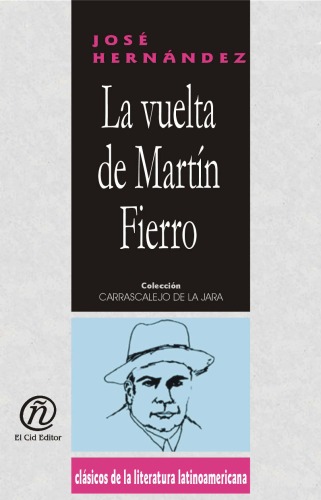 JOSÉ
HERNÁNDEZ
La vuelta
de Martín
Fierro
Colección
CARRASCALEJO DE LA JARA
ñ
El Cid Editor
clásicos de la literatura latinoamericana